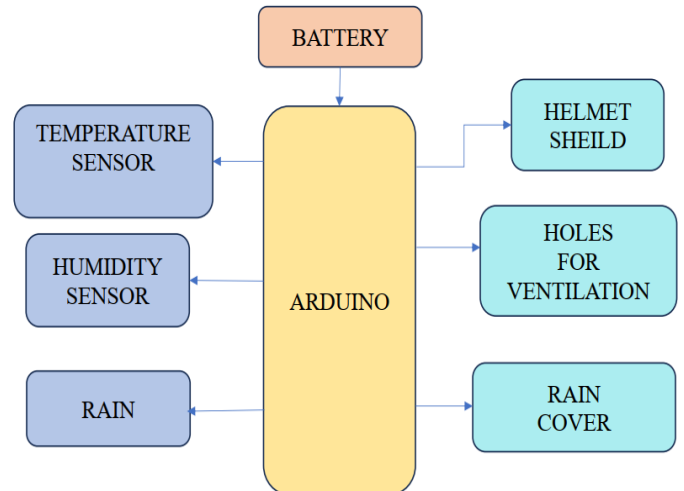 BATTERY
TEMPERATURE
SENSOR
HUMIDITY
SENSOR
RAIN
ARDUINO
HELMET
SHEILD
HOLES
FOR
VENTILATION
RAIN
COVER